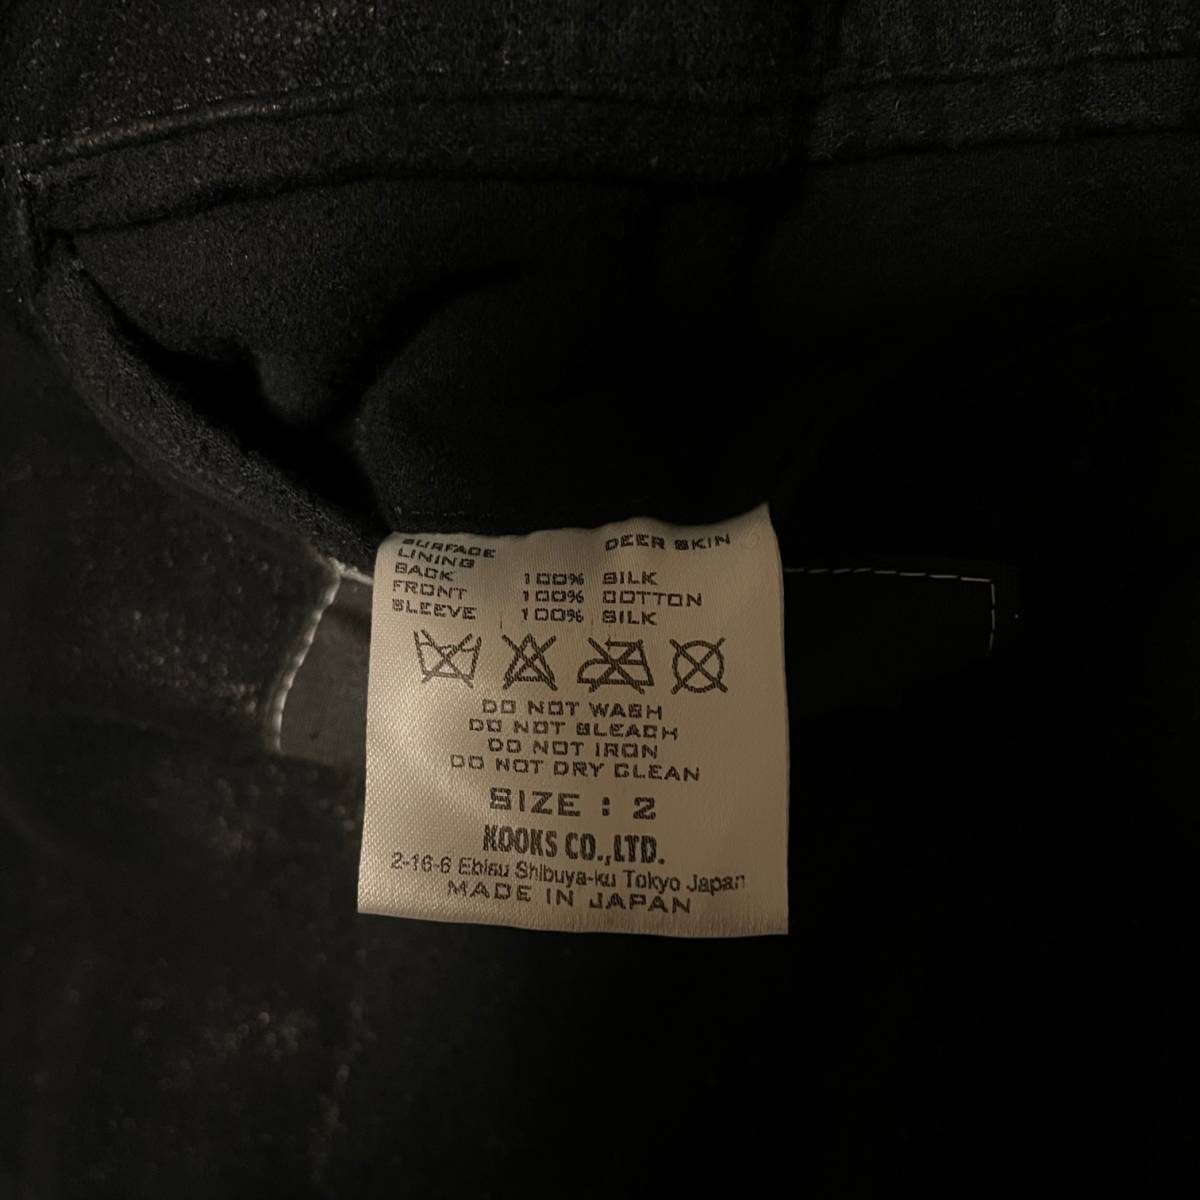 SURFACE DEER SKIN
LINING
BACK 100% SILK
FRONT 100% COTTON
SLEEVE 100% SILK
DO NOT WASH
DO NOT BLEACH
DO NOT IRON
DO NOT DRY CLEAN
SIZE : 2
KOOKS CO.,LTD.
2-16-6 Ebisu Shibuya-ku Tokyo Japan
MADE IN JAPAN